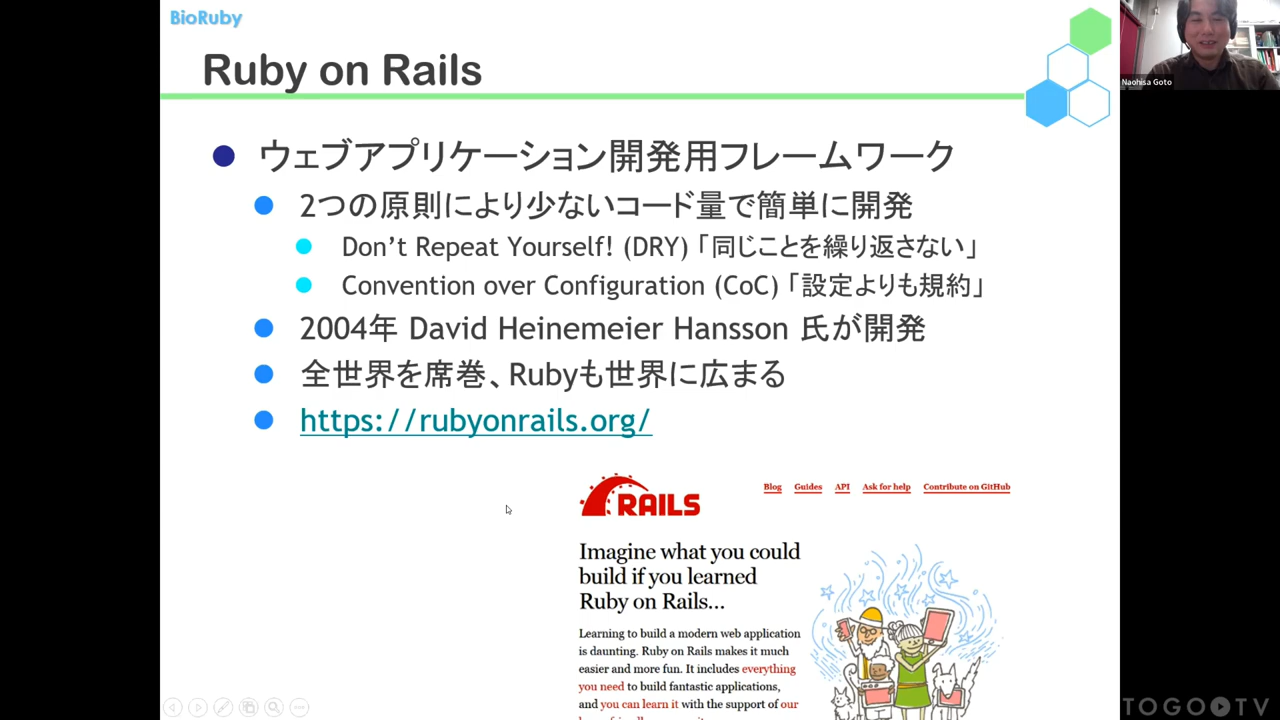 BioRuby
Ruby on Rails
Naohisa Goto
ウェブアプリケーション開発用フレームワーク
2つの原則により少ないコード量で簡単に開発
Don't Repeat Yourself! (DRY)「同じことを繰り返さない」
Convention over Configuration (CoC)「設定よりも規約」
2004年 David Heinemeier Hansson 氏が開発
全世界を席巻、Rubyも世界に広まる
https://rubyonrails.org/
RAILS
Blog Guides API Ask for help Contribute on GitHub
Imagine what you could
build if you learned
Ruby on Rails...
Learning to build a modern web application
is daunting. Ruby on Rails makes it much
easier and more fun. It includes everything
you need to build fantastic applications,
and you can learn it with the support of our
TOGO TV